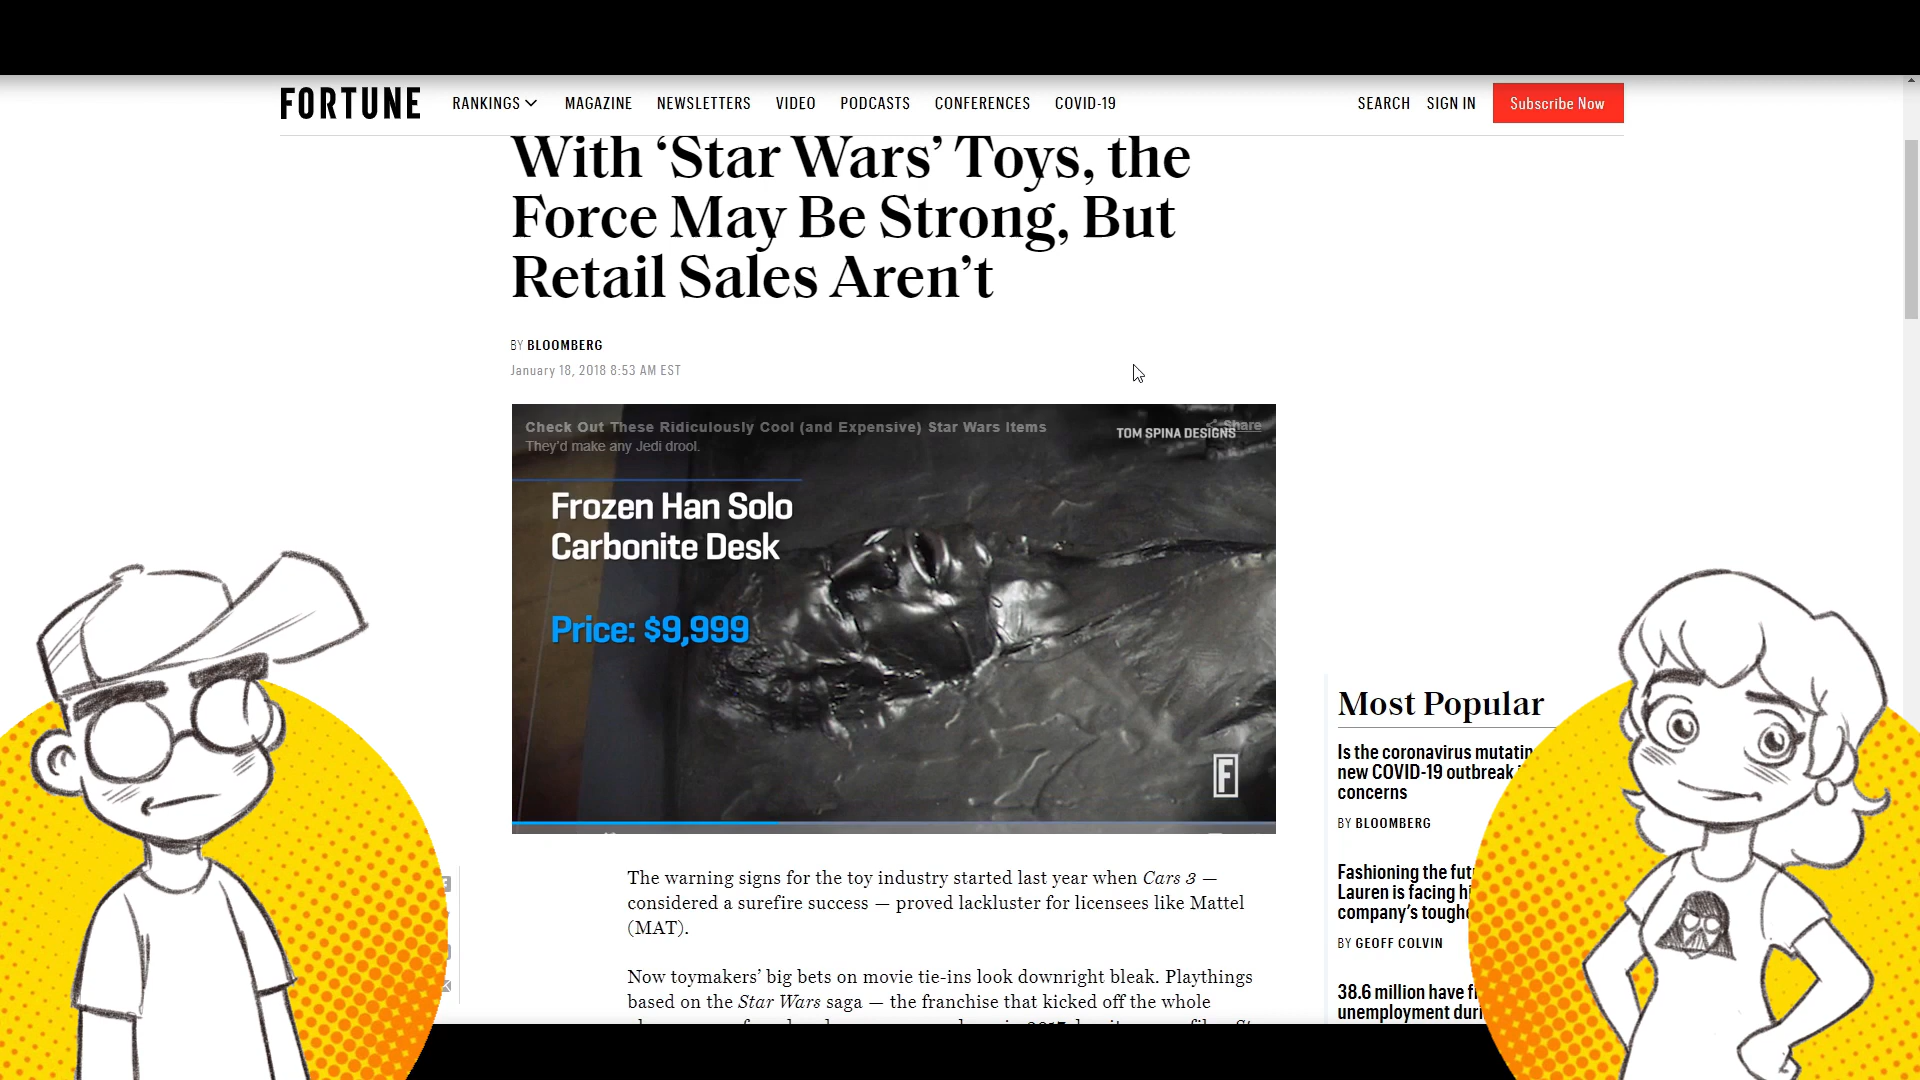 FORTUNE
RANKINGS
MAGAZINE
NEWSLETTERS
VIDEO
PODCASTS
CONFERENCES
COVID-19
SEARCH
SIGN IN
Subscribe Now
With ‘Star Wars’ Toys, the
Force May Be Strong, But
Retail Sales Aren’t
BY BLOOMBERG
January 18, 2018 8:53 AM EST
Check Out These Ridiculously Cool (and Expensive) Star Wars Items
They'd make any Jedi drool.
TOM SPINA DESIGNS
Share
Frozen Han Solo
Carbonite Desk
Price: $9,999
F
The warning signs for the toy industry started last year when Cars 3 —
considered a surefire success — proved lackluster for licensees like Mattel
(MAT).
Now toymakers’ big bets on movie tie-ins look downright bleak. Playthings
based on the Star Wars saga — the franchise that kicked off the whole
Most Popular
Is the coronavirus
new COVID-19 outbreak
concerns
BY BLOOMBERG
Fashioning the
Lauren is facing
company's
BY GEOFF COLVIN
38.6 million have
unemployment